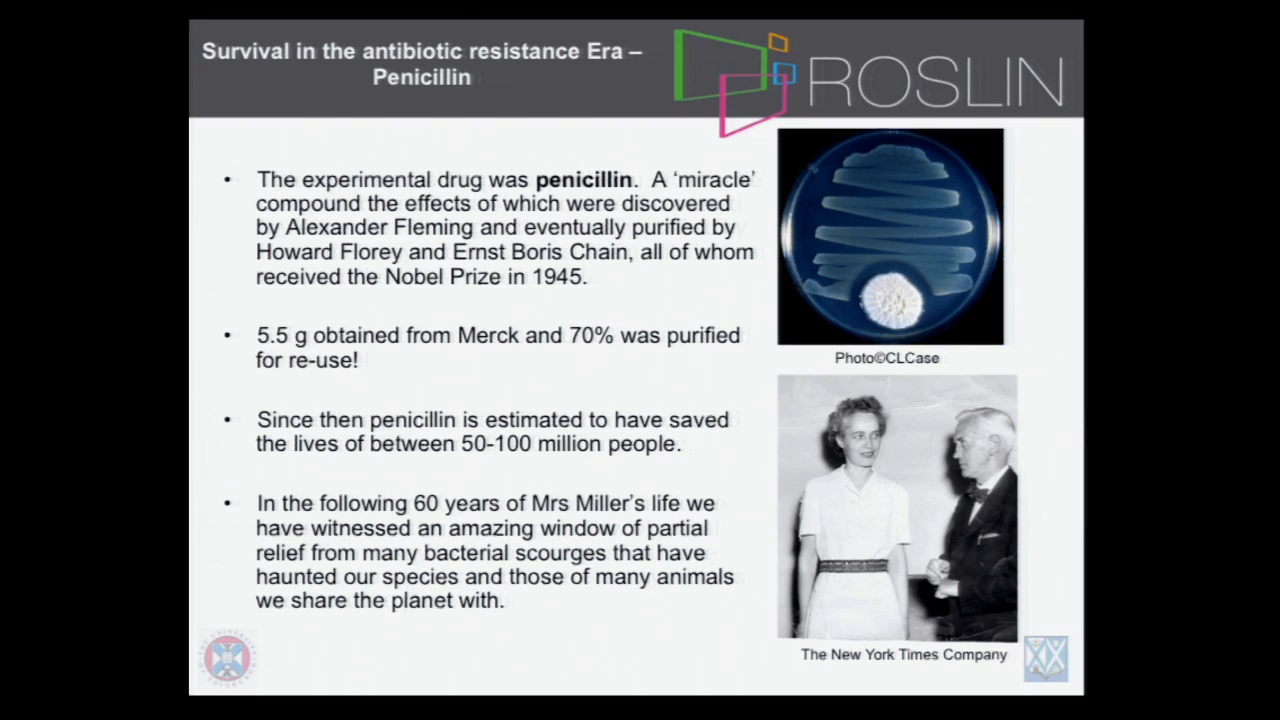 Survival in the antibiotic resistance Era –
Penicillin
ROSLIN
• The experimental drug was penicillin. A ‘miracle’
compound the effects of which were discovered
by Alexander Fleming and eventually purified by
Howard Florey and Ernst Boris Chain, all of whom
received the Nobel Prize in 1945.
• 5.5 g obtained from Merck and 70% was purified
for re-use!
• Since then penicillin is estimated to have saved
the lives of between 50-100 million people.
• In the following 60 years of Mrs Miller’s life we
have witnessed an amazing window of partial
relief from many bacterial scourges that have
haunted our species and those of many animals
we share the planet with.
Photo©CLCase
The New York Times Company